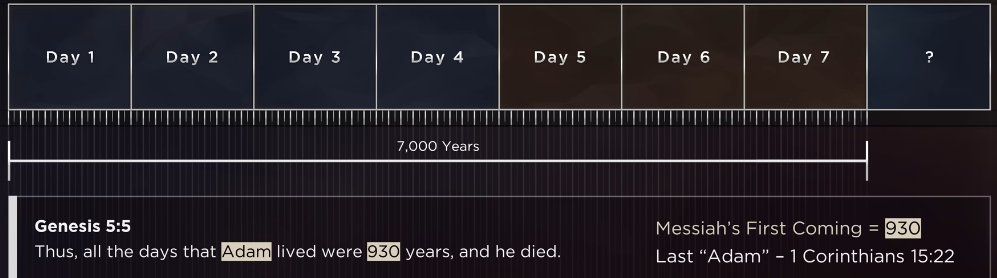 Day 1 Day 2 Day 3 Day 4 Day 5 Day 6 Day 7 ?
7,000 Years
Genesis 5:5
Thus, all the days that Adam lived were 930 years, and he died.
Messiah's First Coming = 930
Last “Adam” – 1 Corinthians 15:22